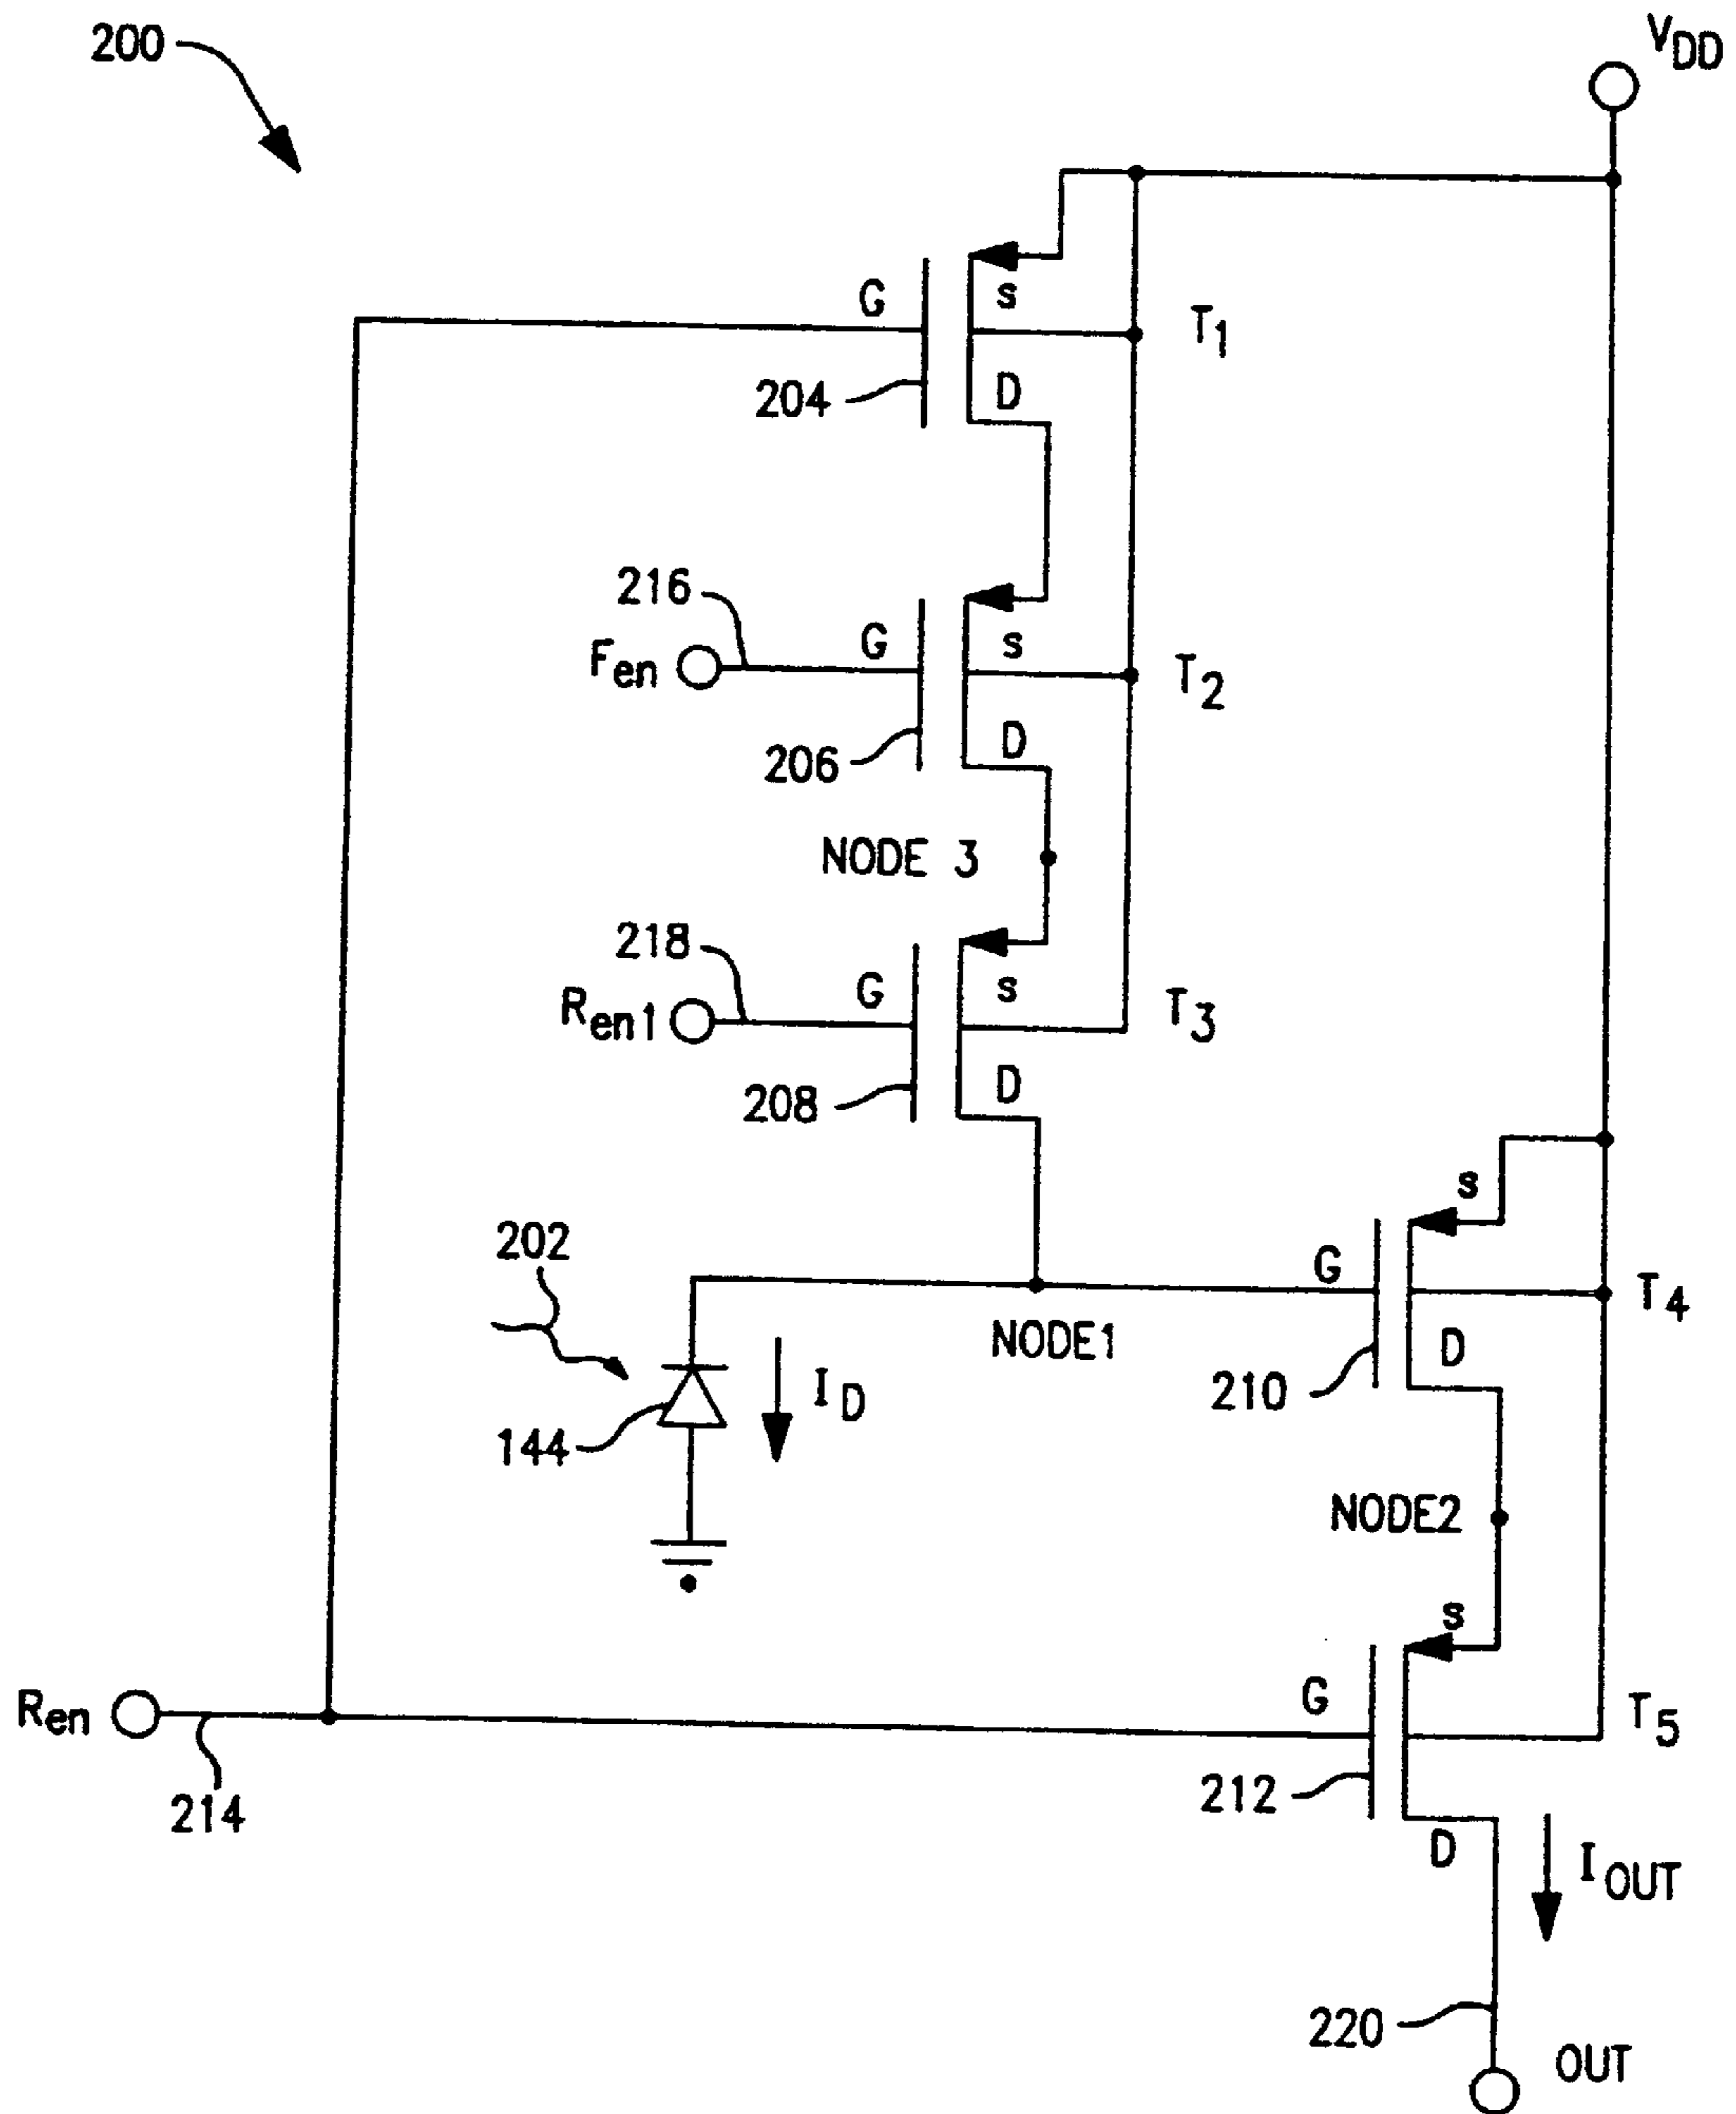 200
VDD
G
S
T1
204
D
216
Fen
G
S
T2
206
D
NODE 3
218
Ren1
G
S
T3
208
D
202
S
G
T4
NODE1
ID
D
210
144
NODE2
S
Ren
G
T5
214
212
D
IOUT
220
OUT